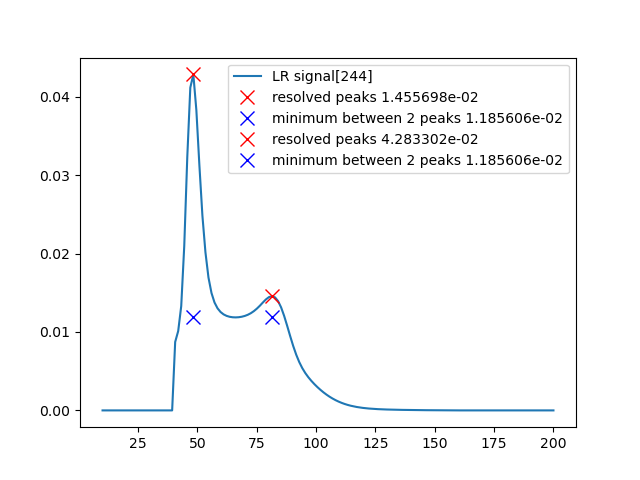 LR signal[244]
resolved peaks 1.455698e-02
minimum between 2 peaks 1.185606e-02
resolved peaks 4.283302e-02
minimum between 2 peaks 1.185606e-02
0.04
0.03
0.02
0.01
0.00
25 50 75 100 125 150 175 200